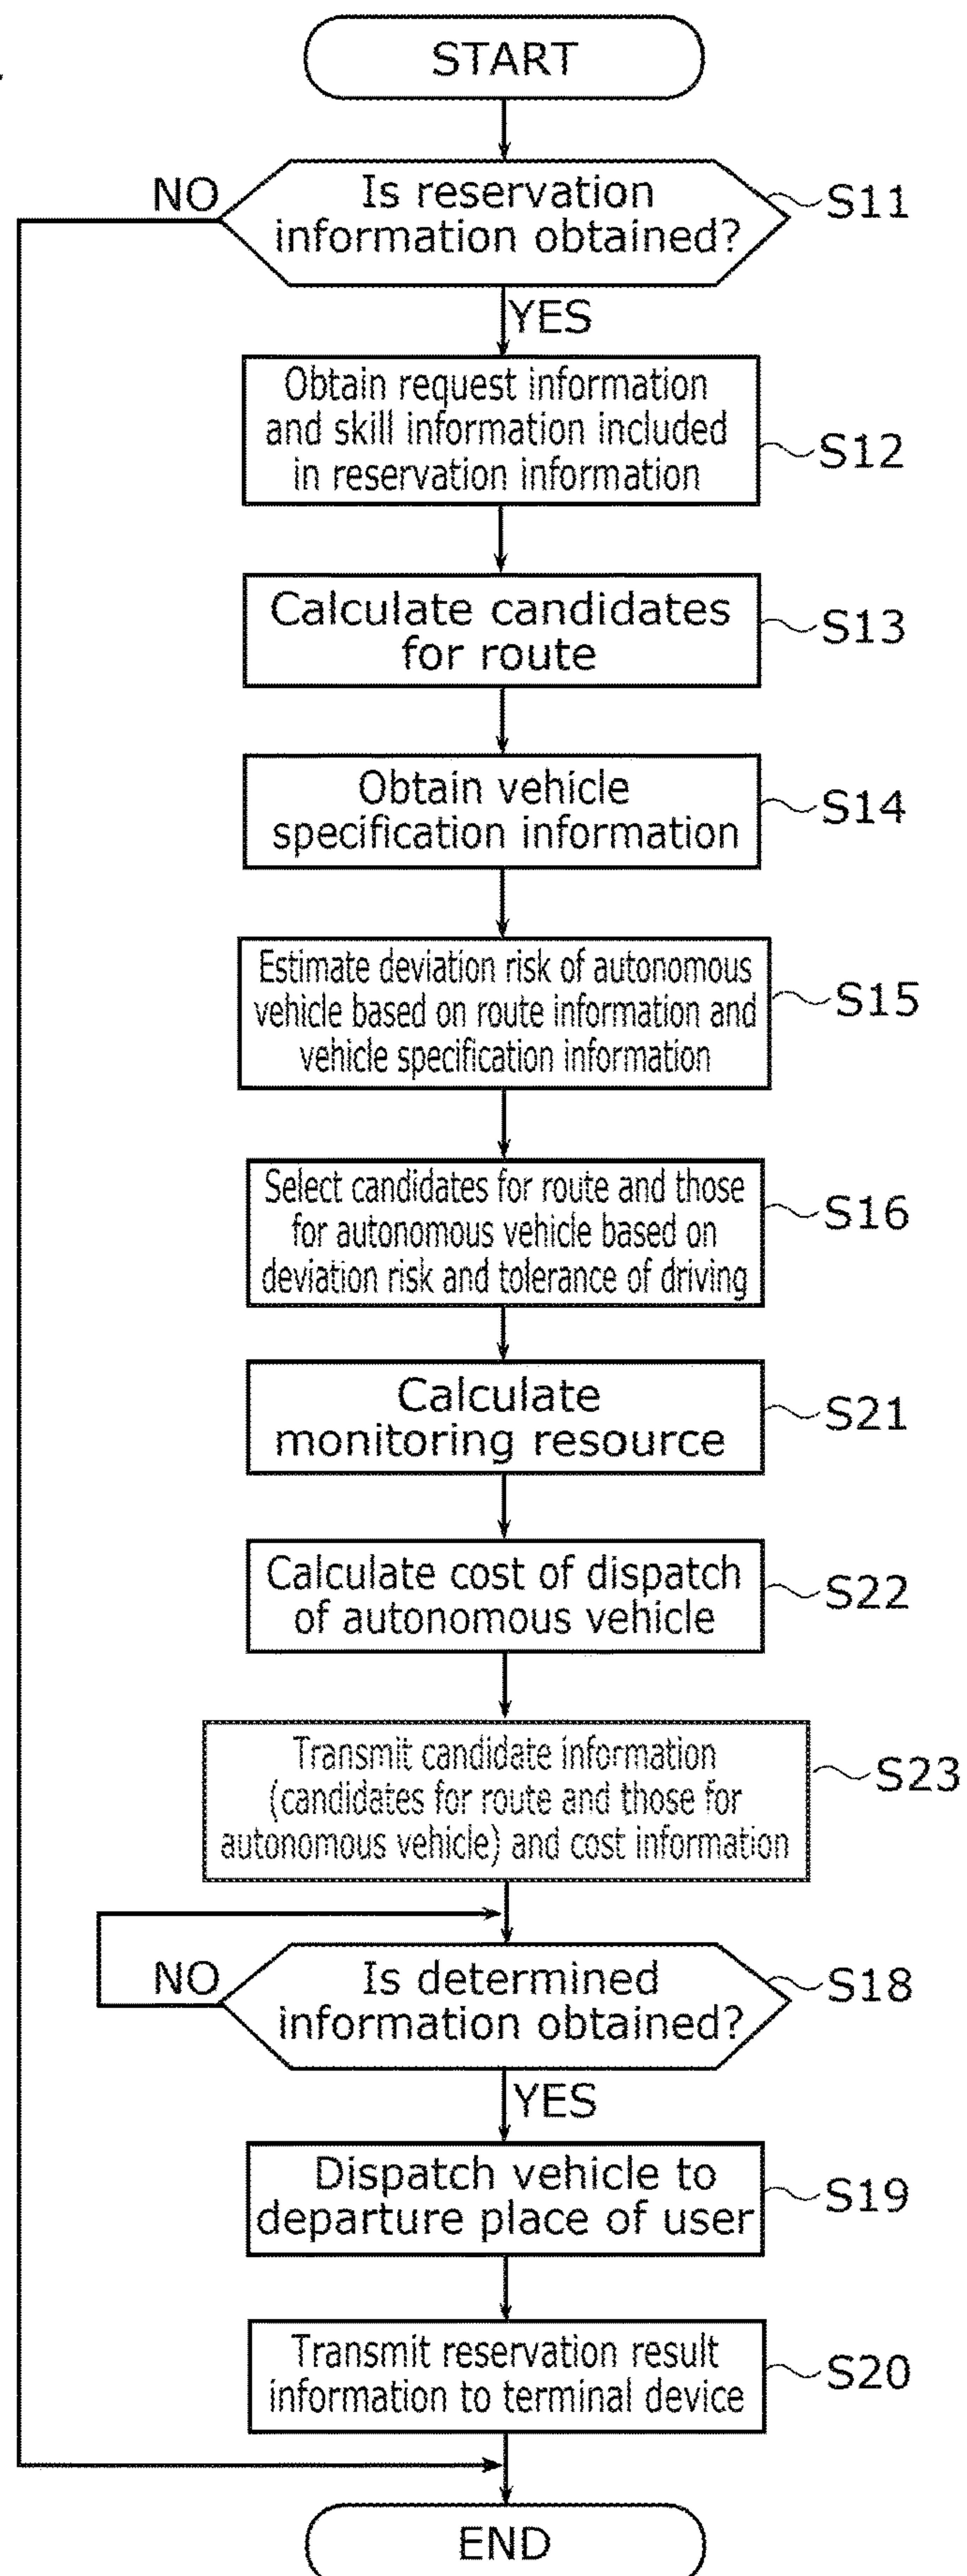 START
NO
Is reservation
information obtained?
S11
YES
Obtain request information
and skill information included
in reservation information
S12
Calculate candidates
for route
S13
Obtain vehicle
specification information
S14
Estimate deviation risk of autonomous
vehicle based on route information and
vehicle specification information
S15
Select candidates for route and those
for autonomous vehicle based on
deviation risk and tolerance of driving
S16
Calculate
monitoring resource
S21
Calculate cost of dispatch
of autonomous vehicle
S22
Transmit candidate information
(candidates for route and those for
autonomous vehicle) and cost information
S23
NO
Is determined
information obtained?
S18
YES
Dispatch vehicle to
departure place of user
S19
Transmit reservation result
information to terminal device
S20
END